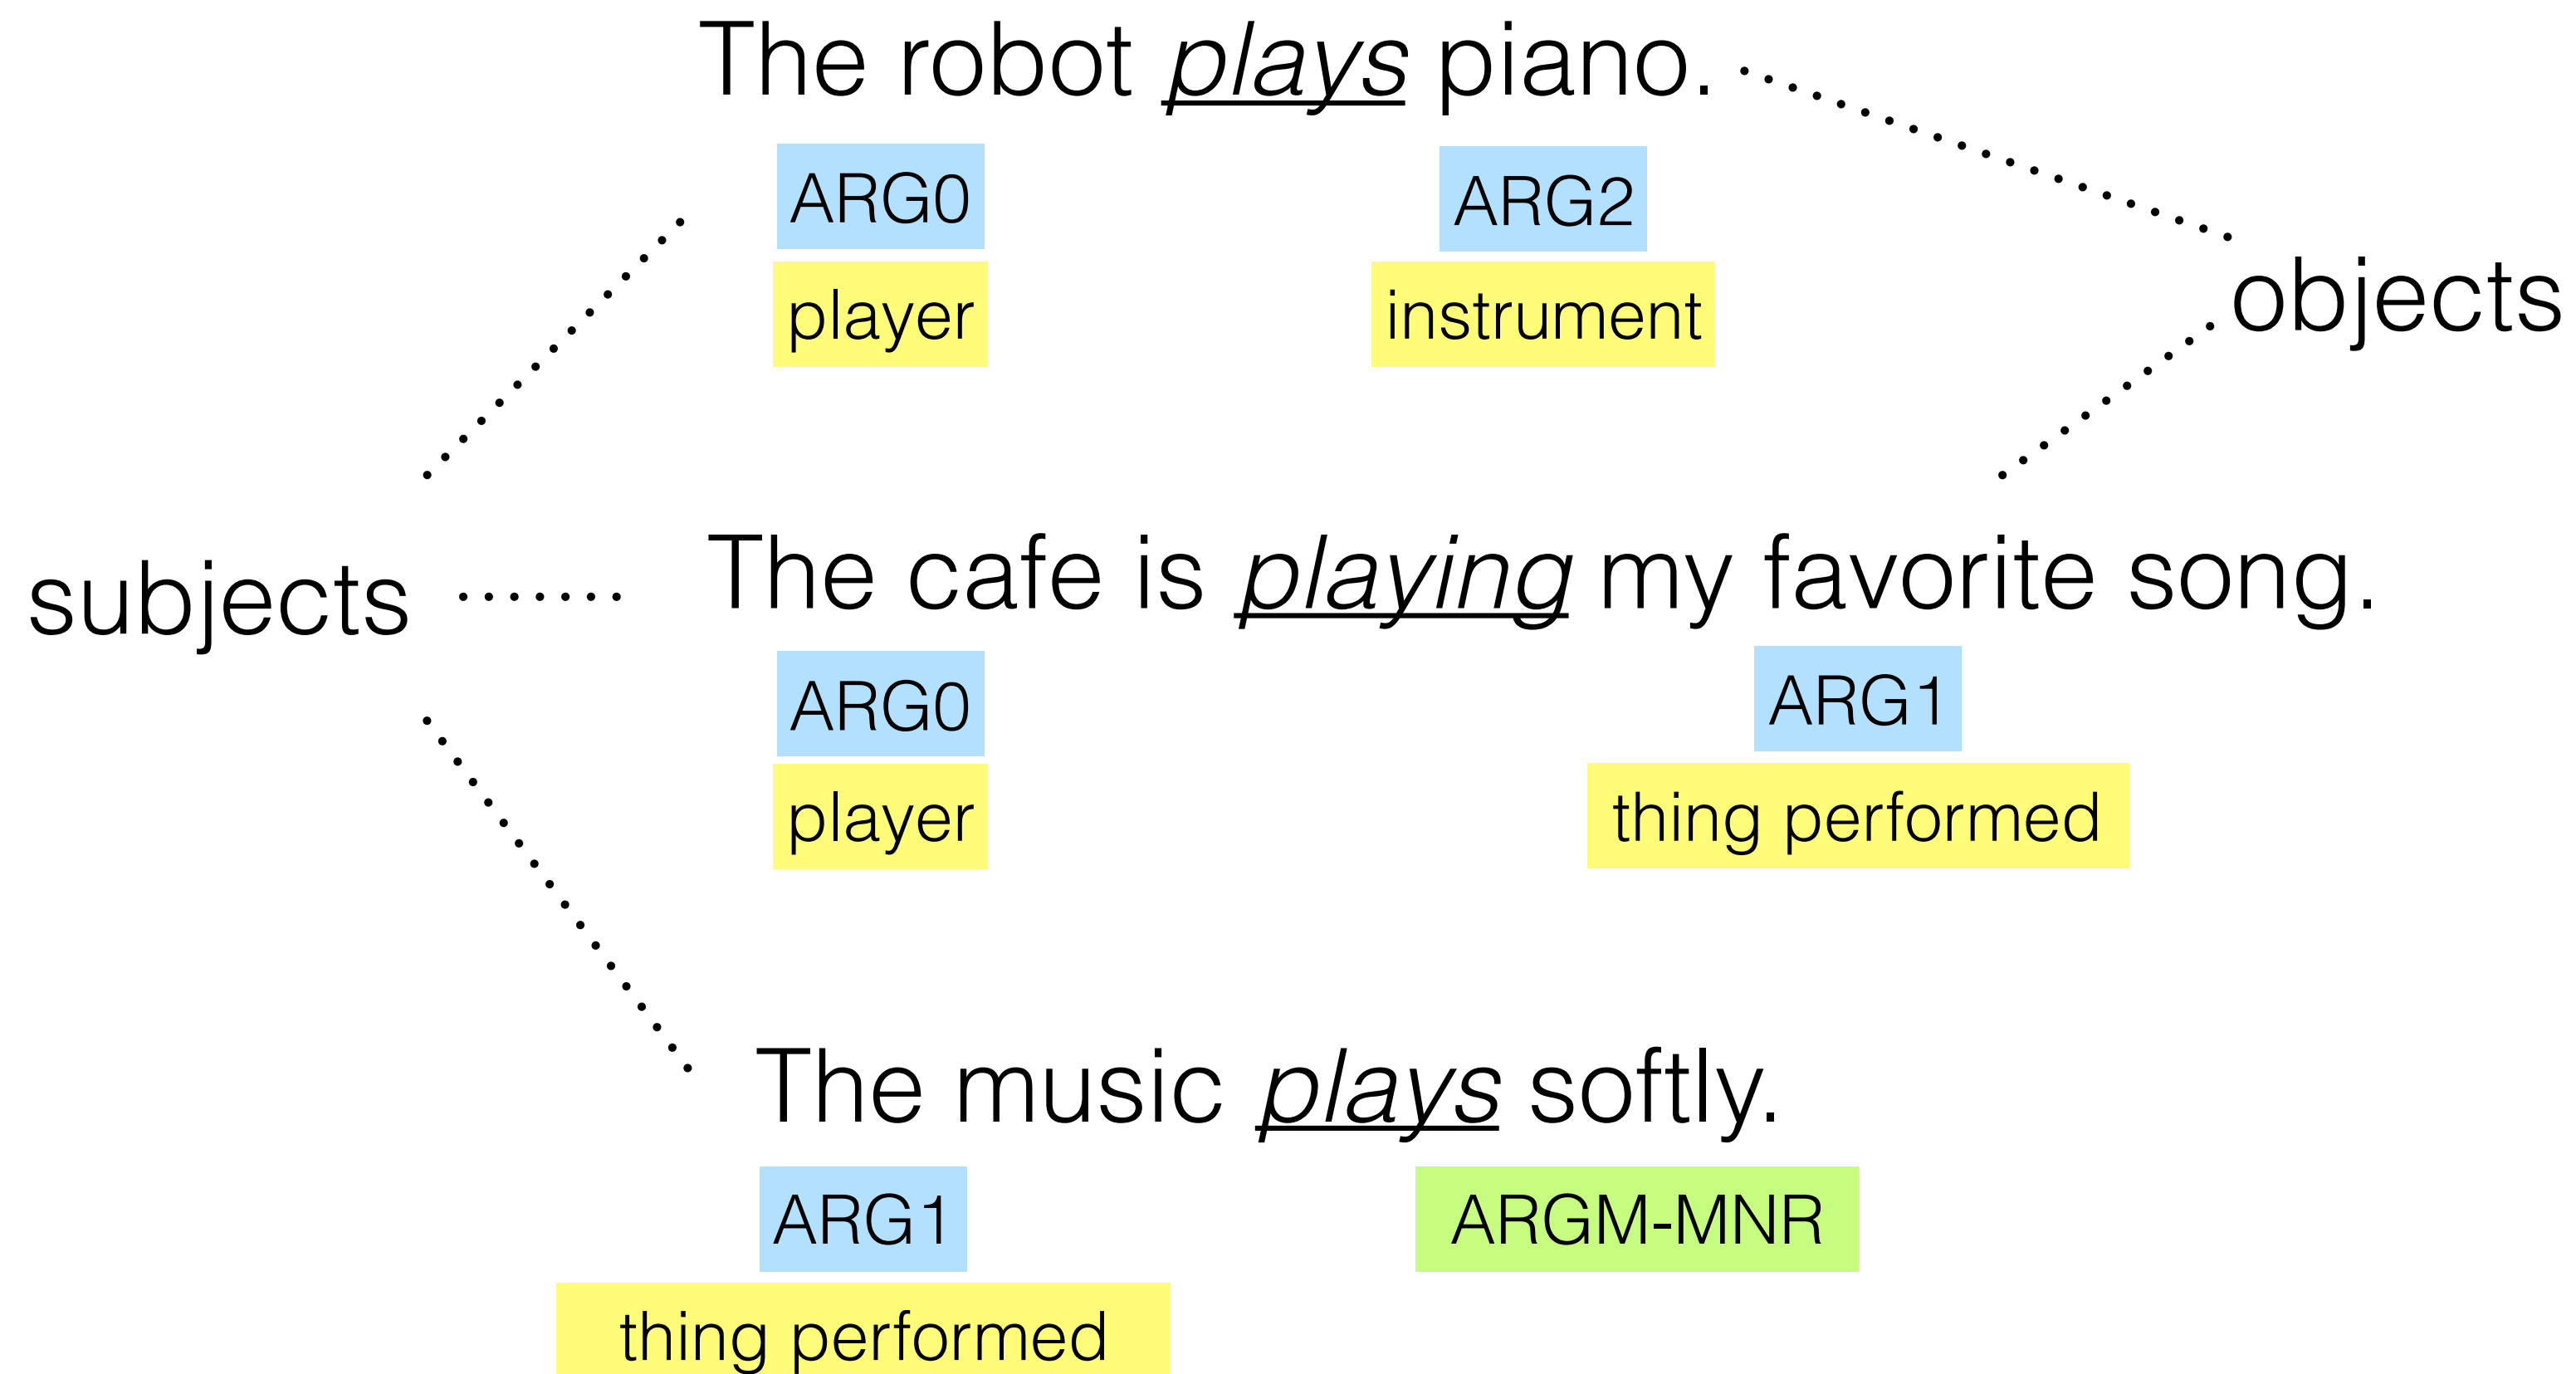 The robot plays piano.
ARG0 ARG2
player instrument
objects
subjects
The cafe is playing my favorite song.
ARG0 ARG1
player thing performed
The music plays softly.
ARG1 ARGM-MNR
thing performed